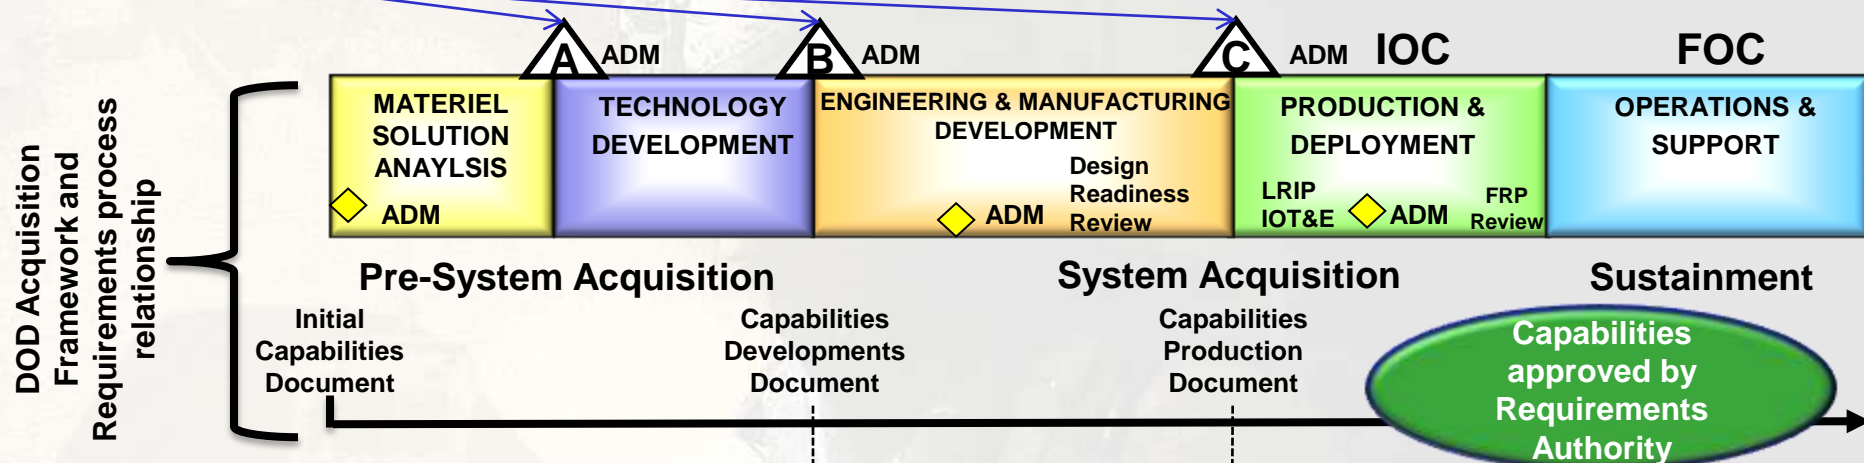 DOD Acquisition
Framework and
Requirements process
relationship
A ADM
B ADM
C ADM IOC
FOC
MATERIEL
SOLUTION
ANAYLSIS
ADM
TECHNOLOGY
DEVELOPMENT
ENGINEERING & MANUFACTURING
DEVELOPMENT
ADM
Design
Readiness
Review
PRODUCTION &
DEPLOYMENT
LRIP
IOT&E
ADM
FRP
Review
OPERATIONS &
SUPPORT
Pre-System Acquisition
System Acquisition
Sustainment
Initial
Capabilities
Document
Capabilities
Developments
Document
Capabilities
Production
Document
Capabilities
approved by
Requirements
Authority